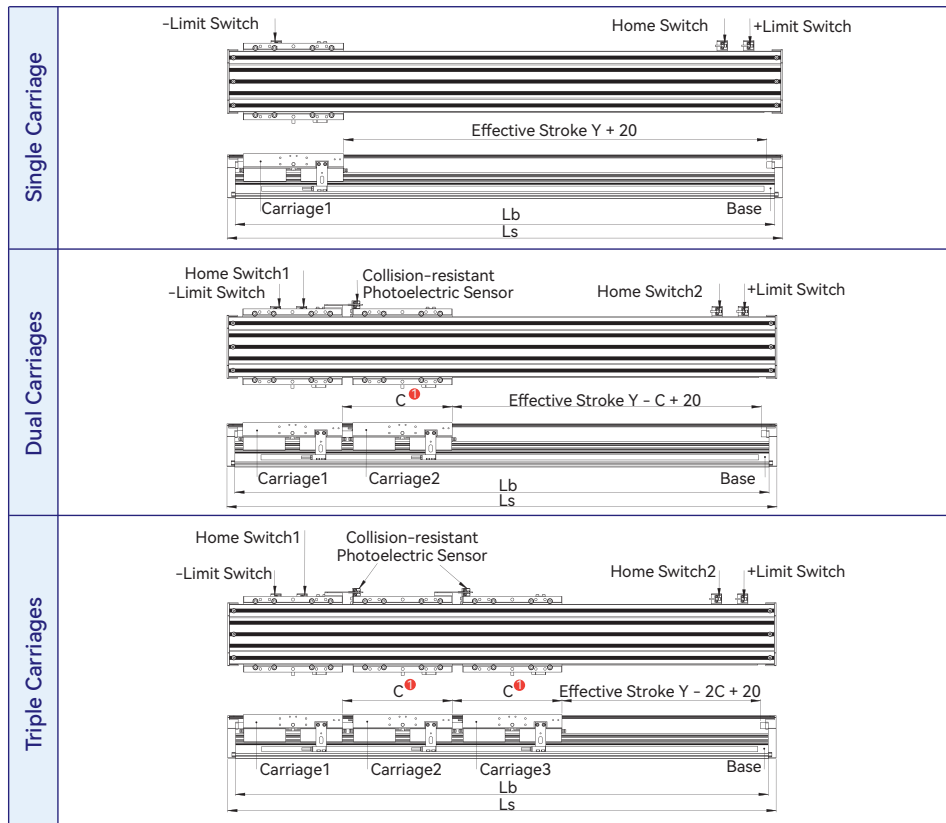 Single Carriage
-Limit Switch
Home Switch
+Limit Switch
Effective Stroke Y + 20
Carriage1
Base
Lb
Ls
Dual Carriages
Home Switch1
-Limit Switch
Collision-resistant
Photoelectric Sensor
Home Switch2
+Limit Switch
C 1
Effective Stroke Y - C + 20
Carriage1
Carriage2
Base
Lb
Ls
Triple Carriages
Home Switch1
-Limit Switch
Collision-resistant
Photoelectric Sensor
Home Switch2
+Limit Switch
C 1
C 1
Effective Stroke Y - 2C + 20
Carriage1
Carriage2
Carriage3
Base
Lb
Ls